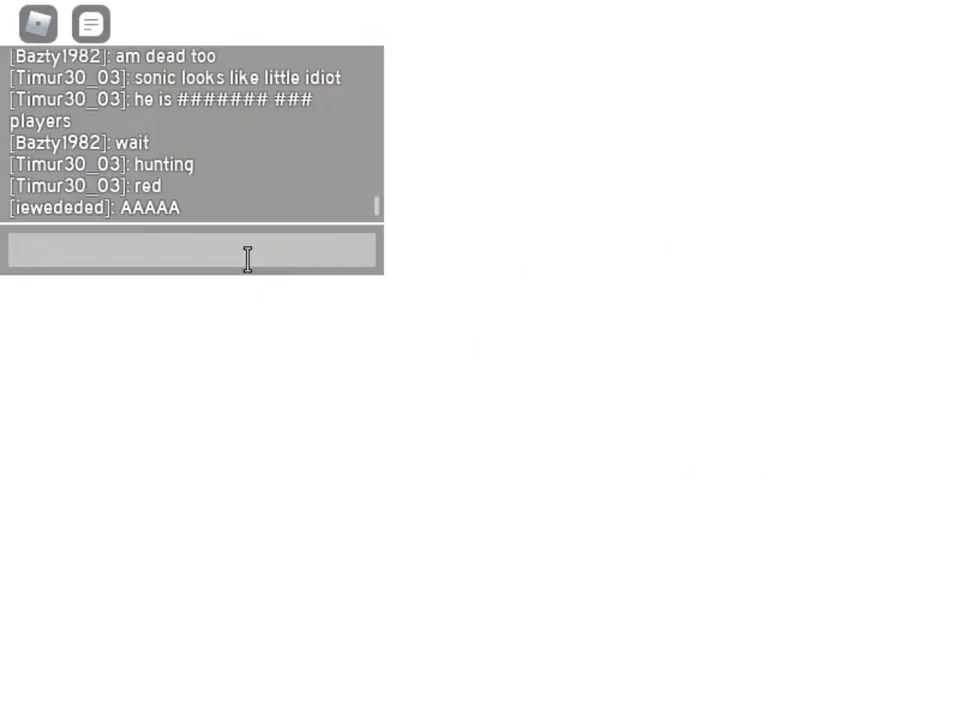 [Bazty1982]: am dead too
[Timur30_03]: sonic looks like little idiot
[Timur30_03]: he is ####### ###
players
[Bazty1982]: wait
[Timur30_03]: hunting
[Timur30_03]: red
[iewededed]: AAAAA